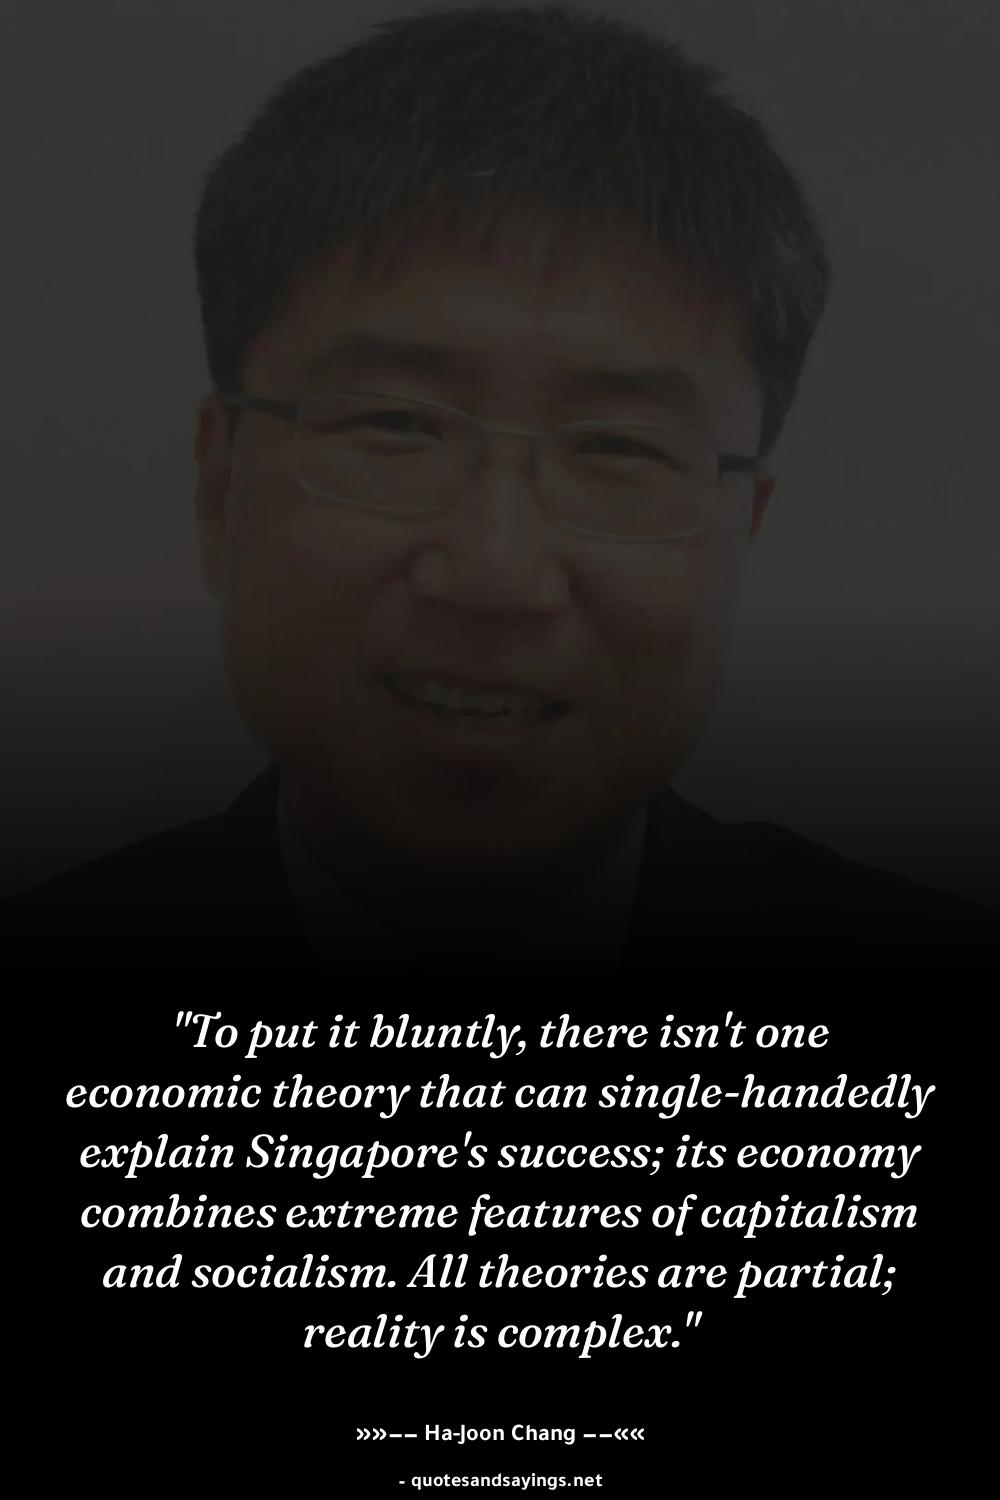 "To put it bluntly, there isn't one
economic theory that can single-handedly
explain Singapore's success; its economy
combines extreme features of capitalism
and socialism. All theories are partial;
reality is complex."
»»−− Ha-Joon Chang −−««
- quotesandsayings.net